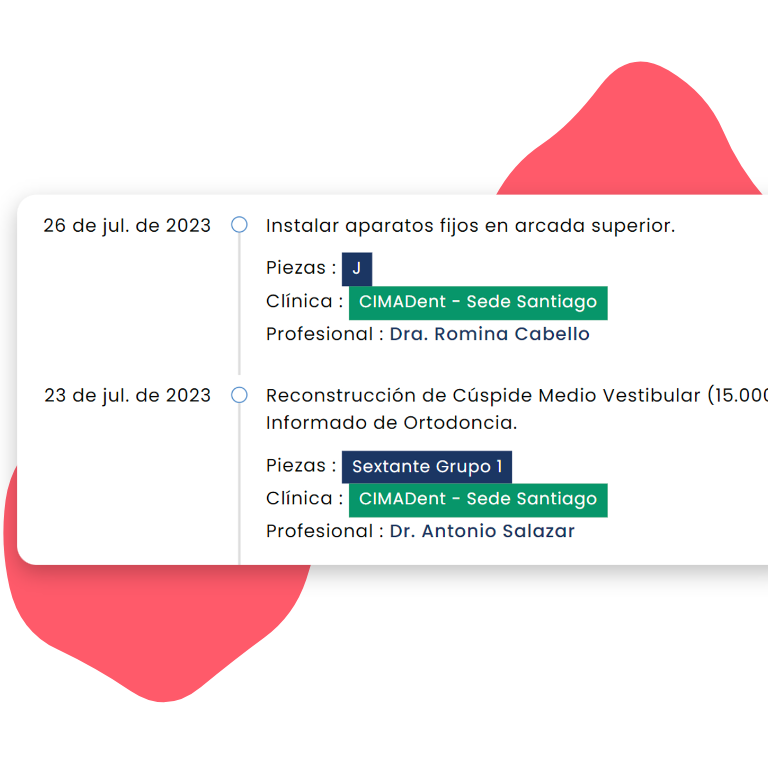 26 de jul. de 2023
Instalar aparatos fijos en arcada superior.
Piezas : J
Clínica : CIMADent - Sede Santiago
Profesional : Dra. Romina Cabello
23 de jul. de 2023
Reconstrucción de Cúspide Medio Vestibular (15.000
Informado de Ortodoncia.
Piezas : Sextante Grupo 1
Clínica : CIMADent - Sede Santiago
Profesional : Dr. Antonio Salazar